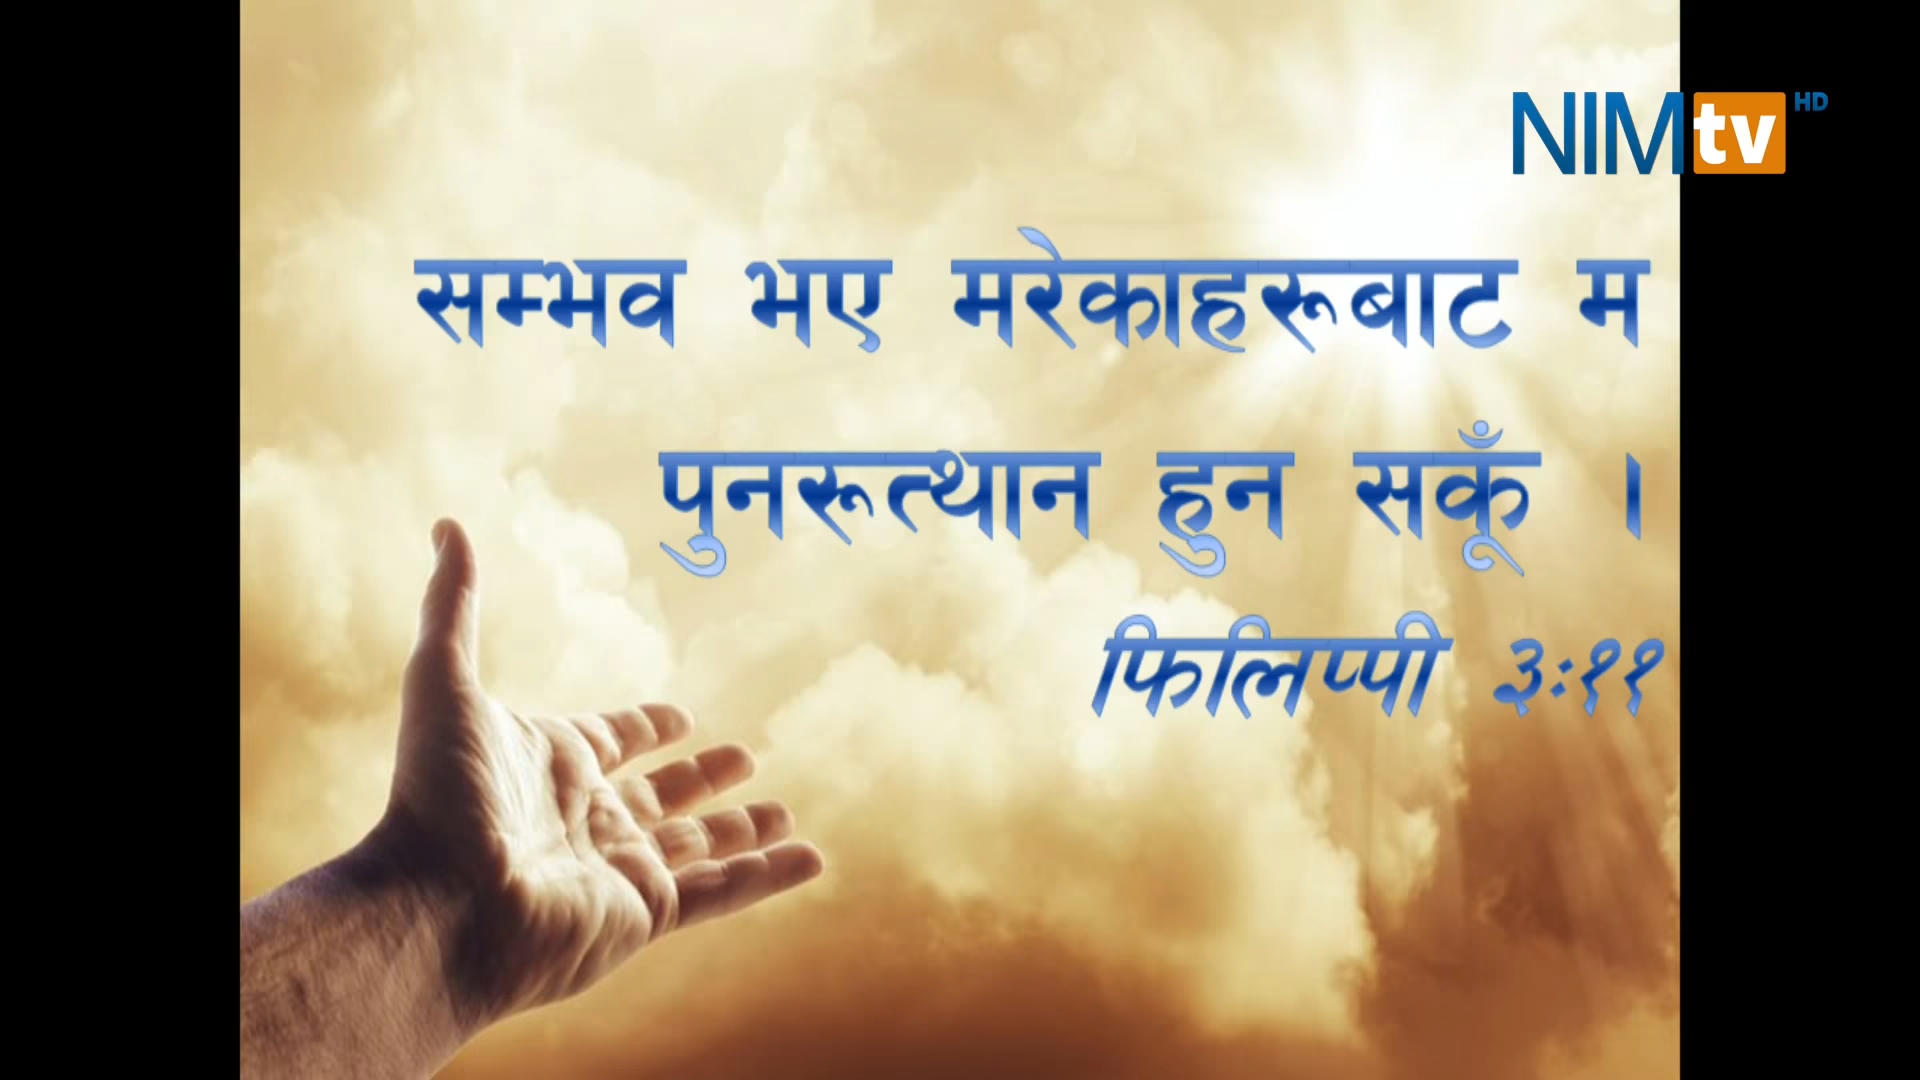 NIMtv HD
सम्भव भए मरेकाहरूबाट म
पुनरूत्थान हुन सकूँ ।
फिलिप्पी ३ः११